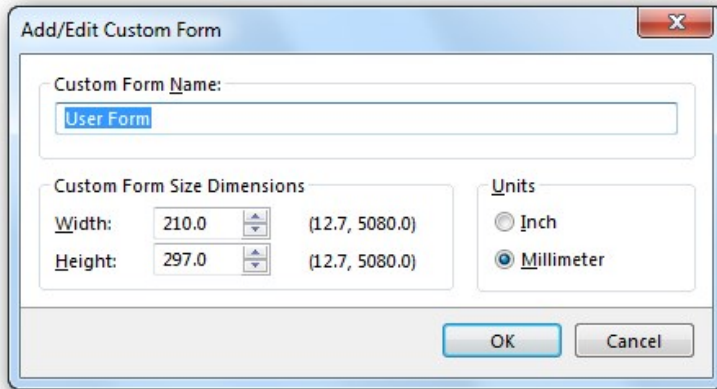 Add/Edit Custom Form
Custom Form Name:
User Form
Custom Form Size Dimensions
Width: 210.0 (12.7, 5080.0)
Height: 297.0 (12.7, 5080.0)
Units
Inch
Millimeter
OK Cancel